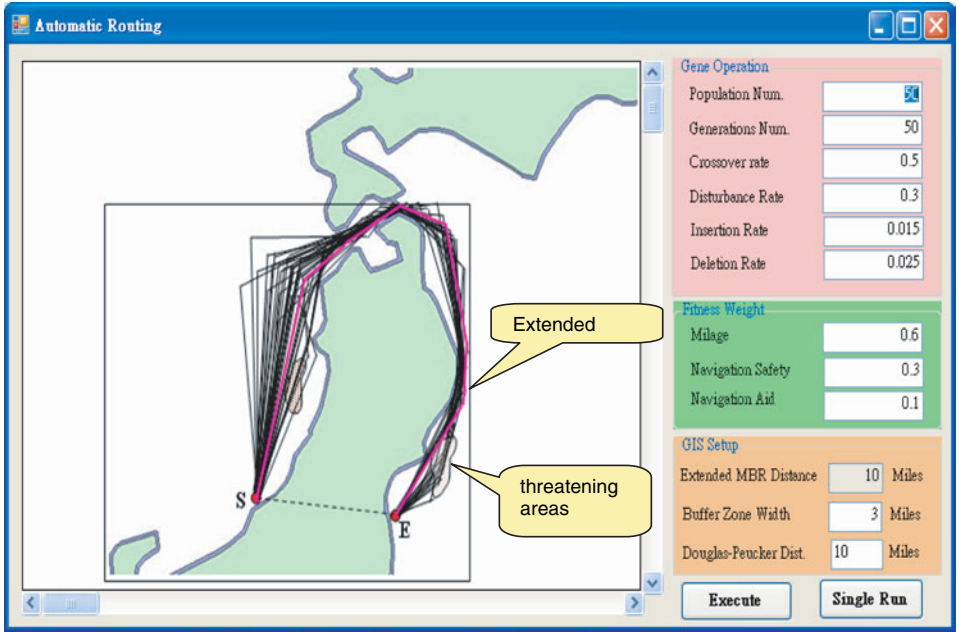 Automatic Routing
Gene Operation
Population Num. 50
Generations Num. 50
Crossover rate 0.5
Disturbance Rate 0.3
Insertion Rate 0.015
Deletion Rate 0.025
Fitness Weight
Milage 0.6
Navigation Safety 0.3
Navigation Aid 0.1
GIS Setup
Extended MBR Distance 10 Miles
Buffer Zone Width 3 Miles
Douglas-Peucker Dist. 10 Miles
Execute Single Run
Extended
threatening
areas
S
E